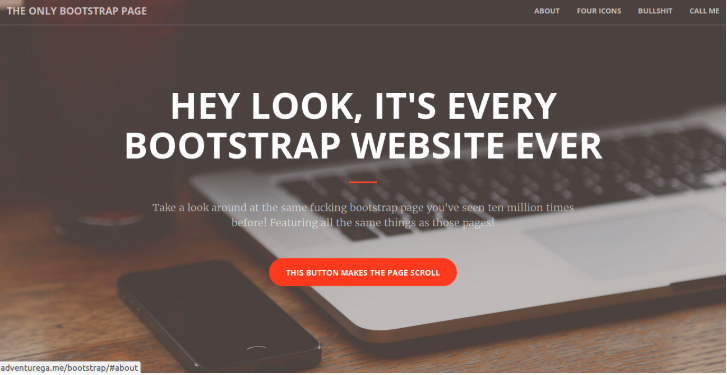 THE ONLY BOOTSTRAP PAGE
ABOUT FOUR ICONS BULLSHIT CALL ME
HEY LOOK, IT'S EVERY
BOOTSTRAP WEBSITE EVER
Take a look around at the same fucking bootstrap page you've seen ten million times
before! Featuring all the same things as those pages!
THIS BUTTON MAKES THE PAGE SCROLL
adventurega.me/bootstrap/#about